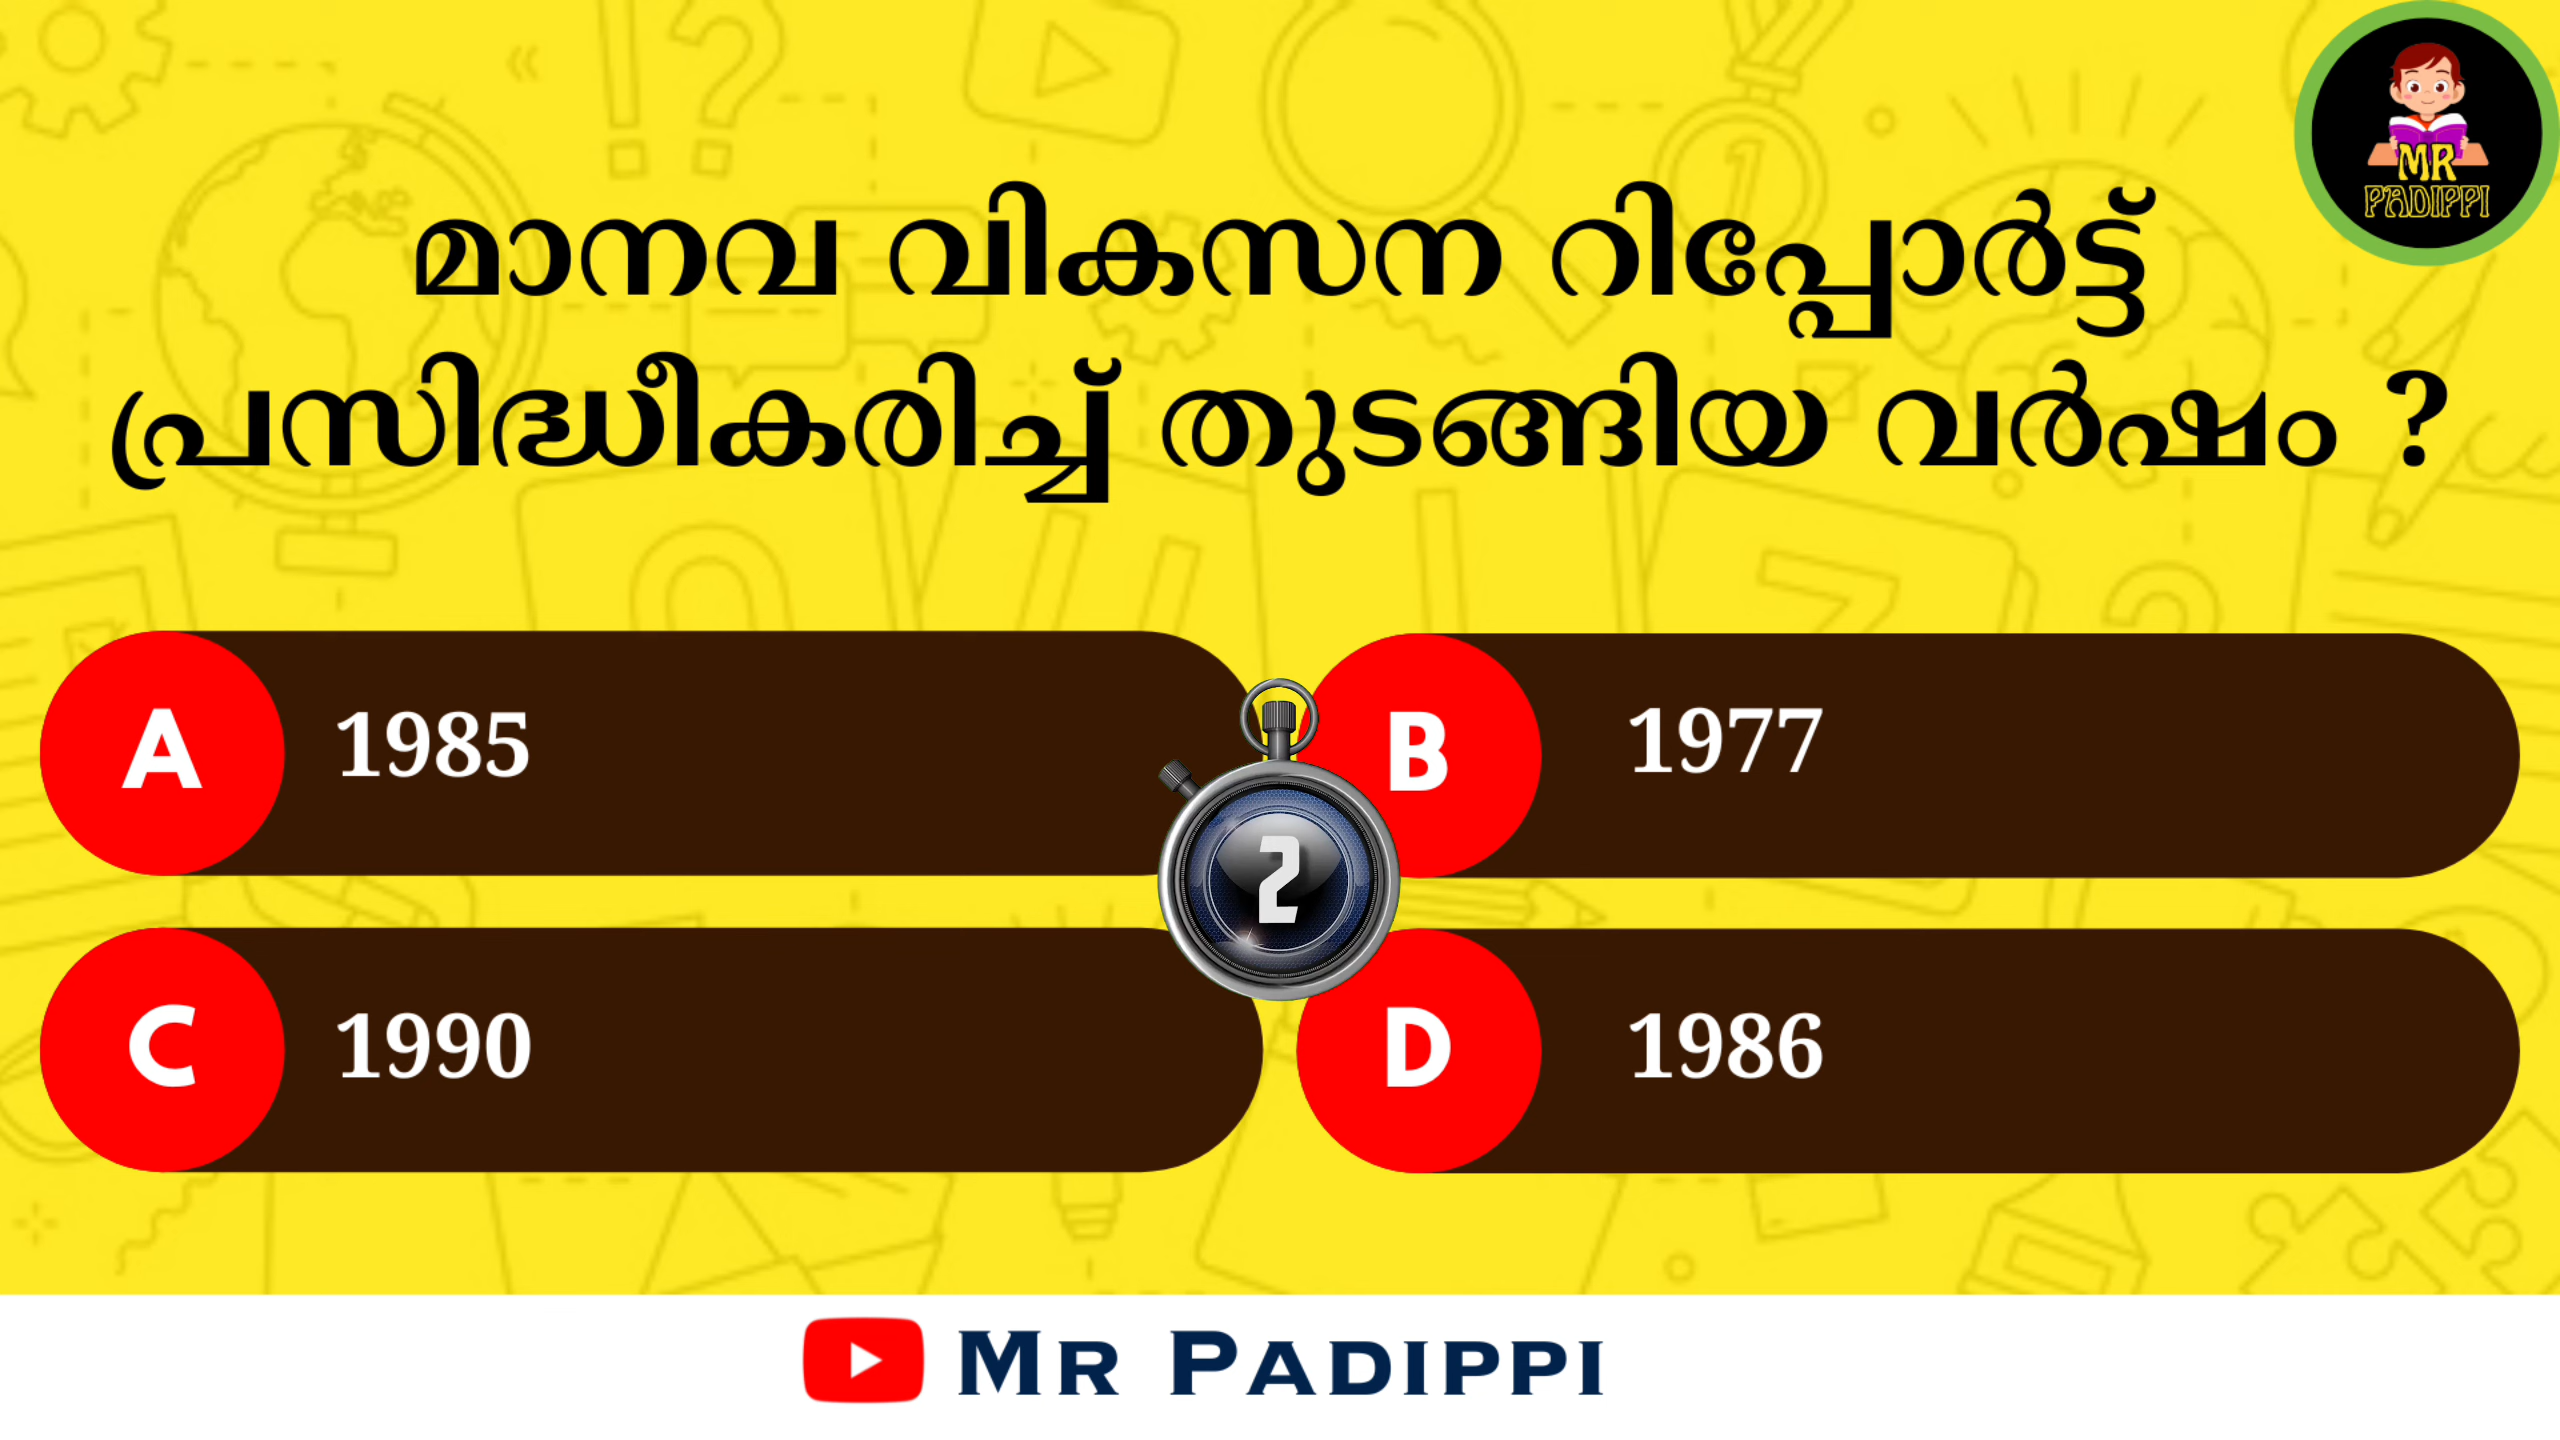 MR
PADIPPI
മാനവ വികസന റിപ്പോർട്ട്
പ്രസിദ്ധീകരിച്ച് തുടങ്ങിയ വർഷം ?
A 1985
B 1977
2
C 1990
D 1986
MR PADIPPI